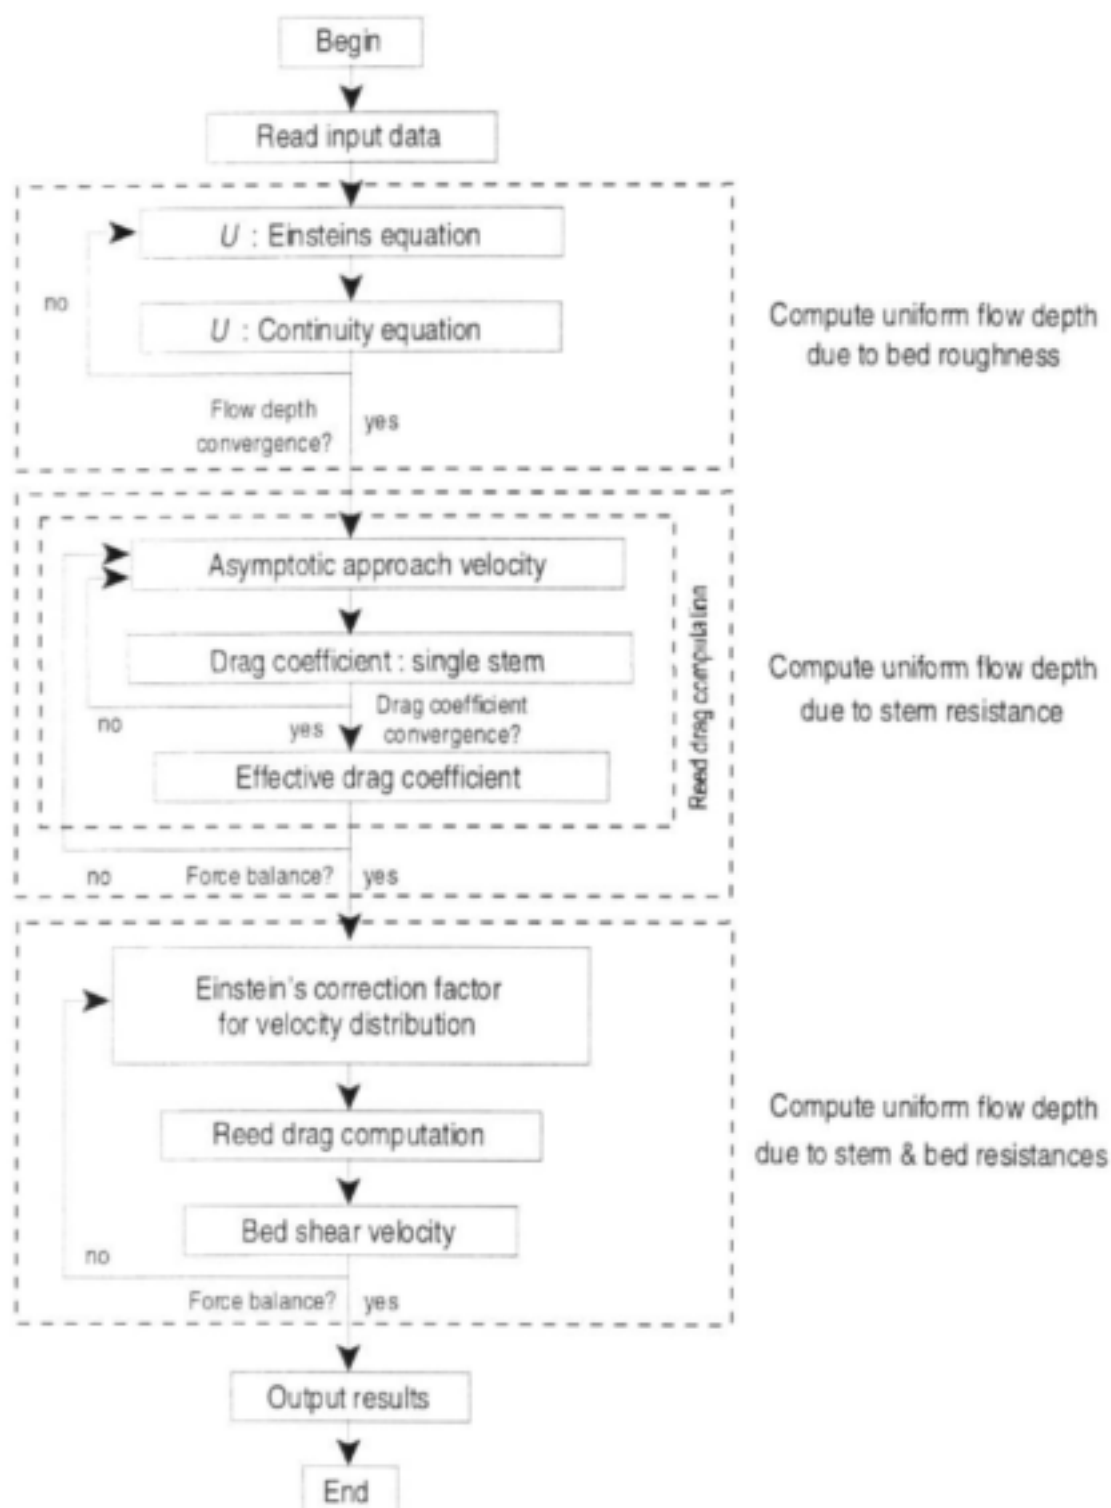 Begin
Read input data
U : Einsteins equation
no
U : Continuity equation
Compute uniform flow depth
due to bed roughness
Flow depth
convergence?
yes
Asymptotic approach velocity
Drag coefficient : single stem
no
yes
Drag coefficient
convergence?
Effective drag coefficient
Reed drag computation
Compute uniform flow depth
due to stem resistance
no
Force balance?
yes
Einstein's correction factor
for velocity distribution
Reed drag computation
Bed shear velocity
Compute uniform flow depth
due to stem & bed resistances
no
Force balance?
yes
Output results
End